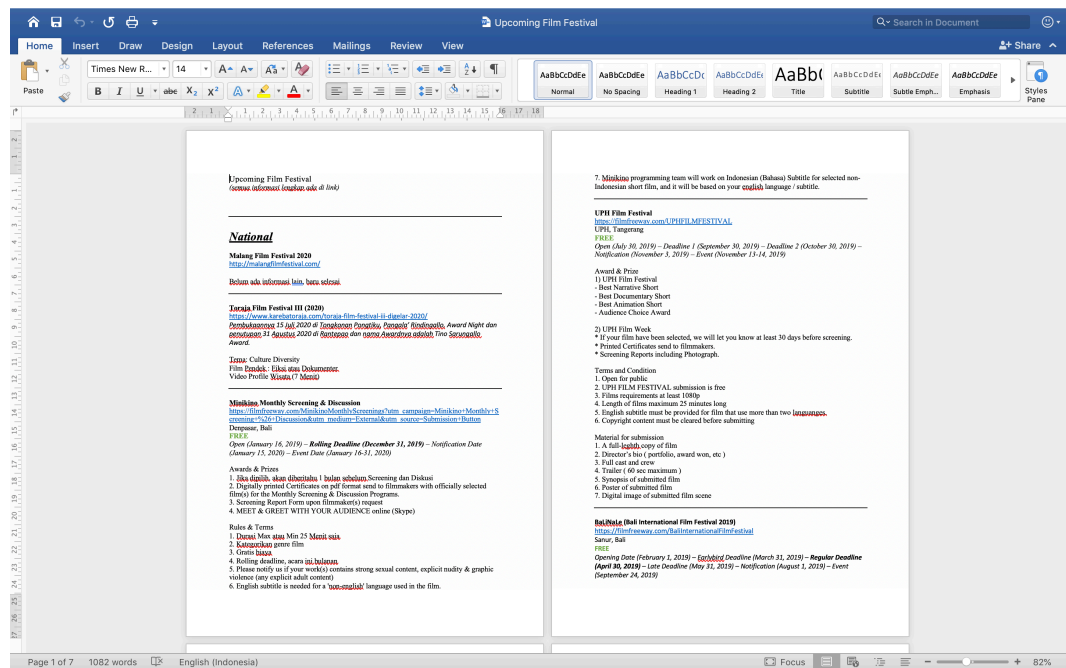 Upcoming Film Festival
Search in Document
Home Insert Draw Design Layout References Mailings Review View Share
Paste
Times New R... 14
AaBbCcDdEe AaBbCcDdEe AaBbCcDc AaBbCcDdEe AaBb( AaBbCcDdEe AaBbCcDdEe AaBbCcDdEe
Normal No Spacing Heading 1 Heading 2 Title Subtitle Subtle Emph... Emphasis
Styles Pane
Upcoming Film Festival
(semua informasi lengkap ada di link)
National
Malang Film Festival 2020
http://malangfilmfestival.com/
Belum ada informasi lain, baru selesai
Toraja Film Festival III (2020)
https://www.karebatoraja.com/toraja-film-festival-iii-digelar-2020/
Pembukaannya 15 Juli 2020 di Tangkonan Pongtiku, Pangala' Rindingallo, Award Night dan
penutupan 31 Agustus 2020 di Rantepao dan nama Awardnya adalah Tino Sarungallo
Award.
Tema: Culture Diversity
Film Pendek : Fiksi atau Dokumenter
Video Profile Wisata (7 Menit)
Minikino Monthly Screening & Discussion
https://filmfreeway.com/MinikinoMonthlyScreenings?utm_campaign=Minikino+Monthly+S
creening+%26+Discussion&utm_medium=External&utm_source=Submission+Button
Denpasar, Bali
FREE
Open (January 16, 2019) – Rolling Deadline (December 31, 2019) – Notification Date
(January 15, 2020) – Event Date (January 16-31, 2020)
Awards & Prizes
1. Jika dipilih, akan diberitahu 1 bulan sebelum Screening dan Diskusi
2. Digitally printed Certificates on pdf format send to filmmakers with officially selected
film(s) for the Monthly Screening & Discussion Programs.
3. Screening Report Form upon filmmaker(s) request
4. MEET & GREET WITH YOUR AUDIENCE online (Skype)
Rules & Terms
1. Durasi Max atau Min 25 Menit saja
2. Kategorikan genre film
3. Gratis biaya
4. Rolling deadline, acara ini bulanan
5. Please notify us if your work(s) contains strong sexual content, explicit nudity & graphic
violence (any explicit adult content)
6. English subtitle is needed for a 'non-english' language used in the film.
7. Minikino programming team will work on Indonesian (Bahasa) Subtitle for selected non-
Indonesian short film, and it will be based on your english language / subtitle.
UPH Film Festival
https://filmfreeway.com/UPHFILMFESTIVAL
UPH, Tangerang
FREE
Open (July 30, 2019) – Deadline 1 (September 30, 2019) – Deadline 2 (October 30, 2019) –
Notification (November 3, 2019) – Event (November 13-14, 2019)
Award & Prize
1) UPH Film Festival
- Best Narrative Short
- Best Documentary Short
- Best Animation Short
- Audience Choice Award
2) UPH Film Week
* If your film have been selected, we will let you know at least 30 days before screening.
* Printed Certificates send to filmmakers.
* Screening Reports including Photograph.
Terms and Condition
1. Open for public
2. UPH FILM FESTIVAL submission is free
3. Films requirements at least 1080p
4. Length of films maximum 25 minutes long
5. English subtitle must be provided for film that use more than two languanges.
6. Copyright content must be cleared before submitting
Material for submission
1. A full-leghth copy of film
2. Director's bio ( portfolio, award won, etc )
3. Full cast and crew
4. Trailer ( 60 sec maximum )
5. Synopsis of submitted film
6. Poster of submitted film
7. Digital image of submitted film scene
BaLiNaLe (Bali International Film Festival 2019)
https://filmfreeway.com/BaliInternationalFilmFestival
Sanur, Bali
FREE
Opening Date (February 1, 2019) – Earlybird Deadline (March 31, 2019) – Regular Deadline
(April 30, 2019) – Late Deadline (May 31, 2019) – Notification (August 1, 2019) – Event
(September 24, 2019)
Page 1 of 7 1082 words English (Indonesia) Focus 82%